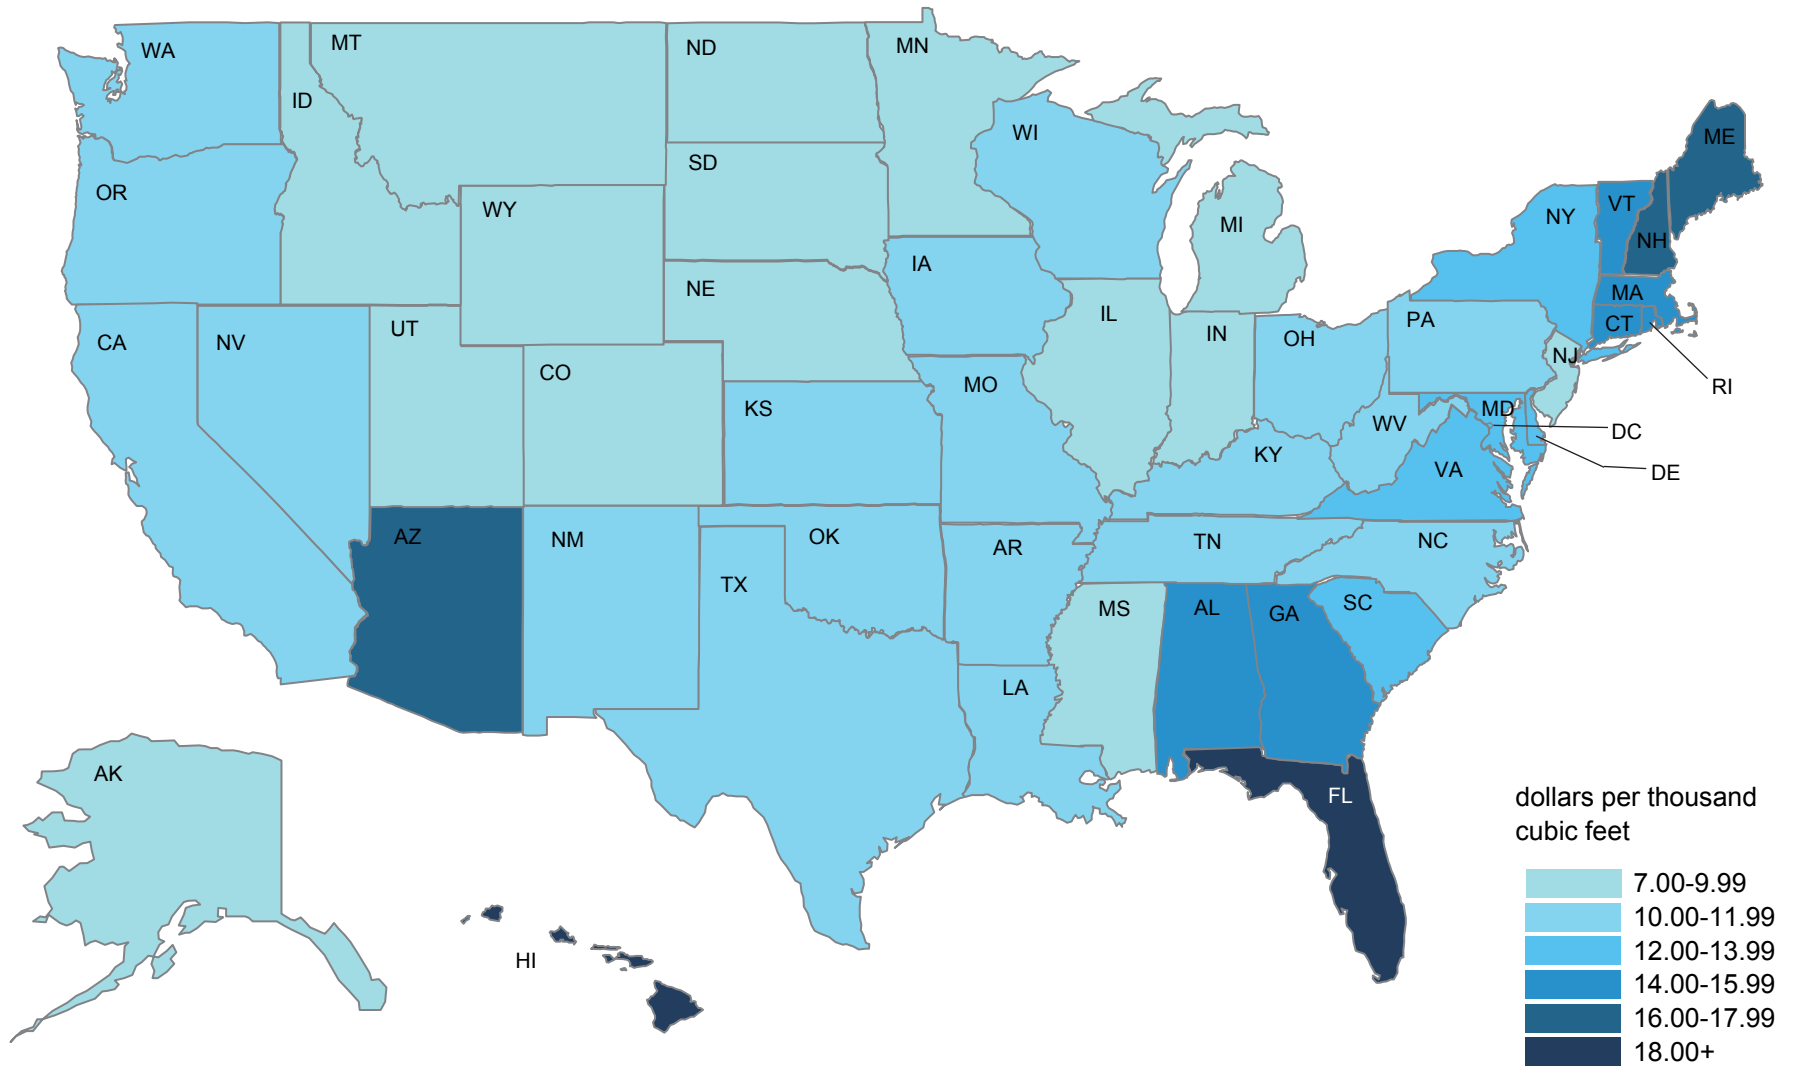 WA
MT
ND
MN
ID
WI
ME
OR
SD
WY
NY
VT
MI
NH
IA
NE
MA
CA
NV
UT
IL
IN
OH
PA
CT
CO
NJ
RI
MO
KS
WV
MD
DC
KY
VA
DE
AZ
NM
OK
AR
TN
NC
TX
MS
AL
GA
SC
LA
AK
FL
HI
dollars per thousand
cubic feet
7.00-9.99
10.00-11.99
12.00-13.99
14.00-15.99
16.00-17.99
18.00+